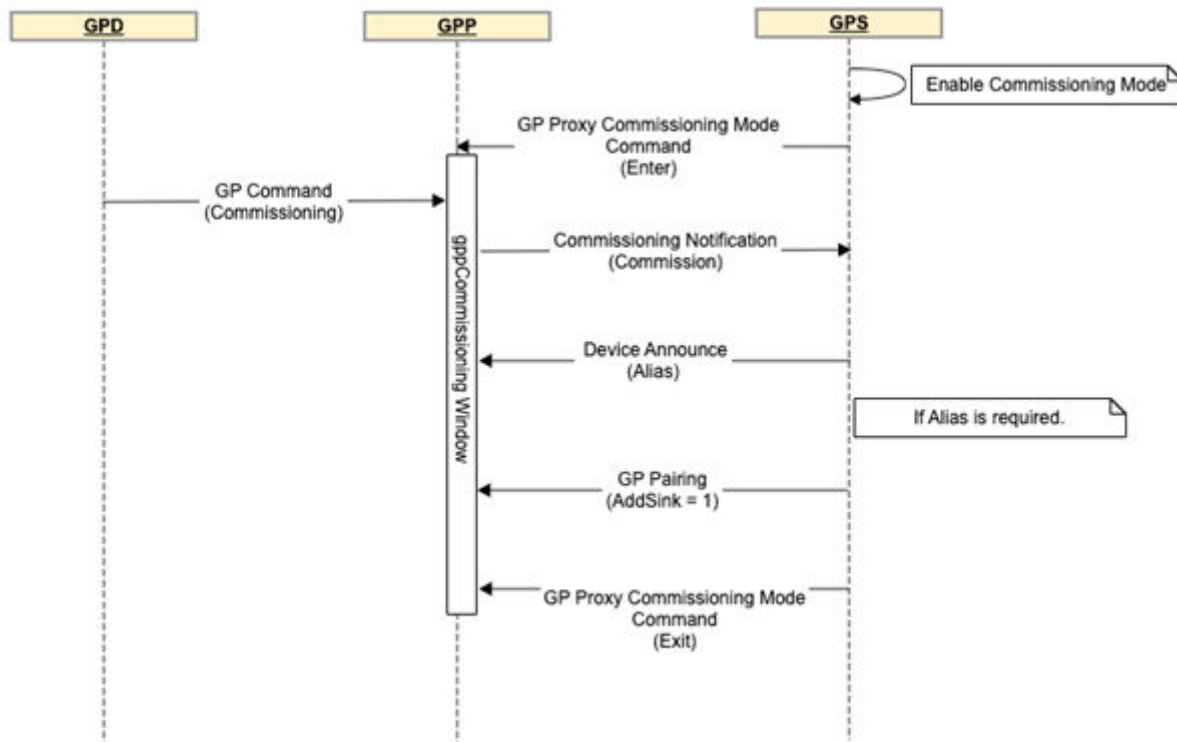 GPD
GPP
GPS
Enable Commissioning Mode
GP Proxy Commissioning Mode
Command
(Enter)
GP Command
(Commissioning)
gppCommissioning Window
Commissioning Notification
(Commission)
Device Announce
(Alias)
If Alias is required.
GP Pairing
(AddSink = 1)
GP Proxy Commissioning Mode
Command
(Exit)